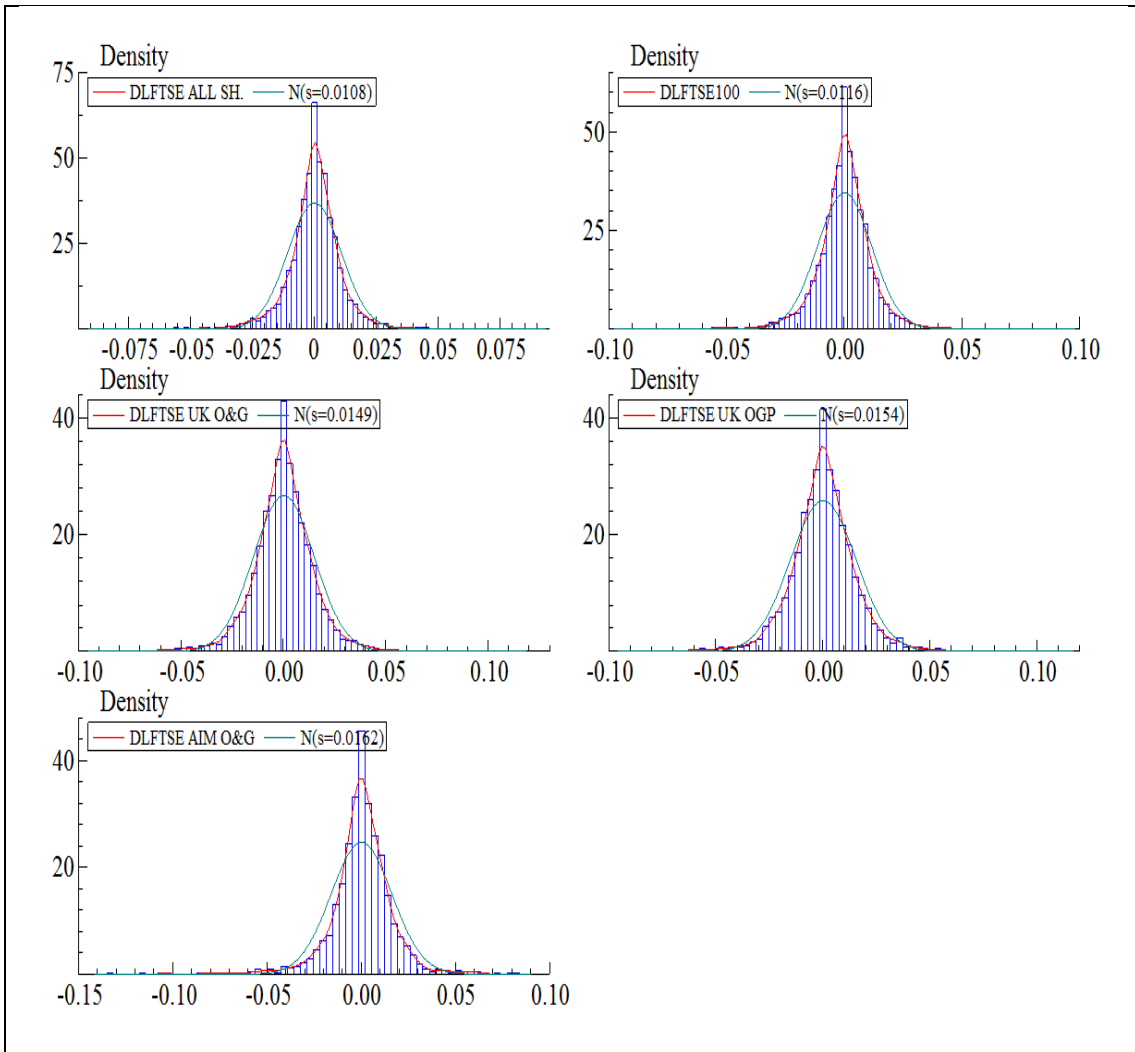 Density
75
DLFTSE ALL SH. N(s=0.0108)
50
25
-0.075 -0.050 -0.025 0 0.025 0.050 0.075
Density
DLFTSE100 N(s=0.0116)
50
25
-0.10 -0.05 0.00 0.05 0.10
Density
40
DLFTSE UK O&G N(s=0.0149)
20
-0.10 -0.05 0.00 0.05 0.10
Density
40
DLFTSE UK OGP N(s=0.0154)
20
-0.10 -0.05 0.00 0.05 0.10
Density
DLFTSE AIM O&G N(s=0.0162)
40
20
-0.15 -0.10 -0.05 0.00 0.05 0.10